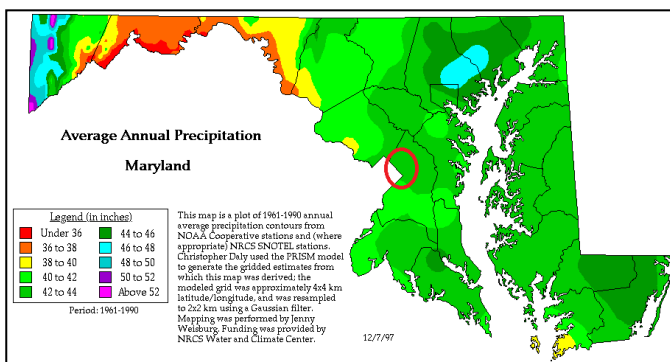 Average Annual Precipitation
Maryland
Legend (in inches)
Under 36
36 to 38
38 to 40
40 to 42
42 to 44
44 to 46
46 to 48
48 to 50
50 to 52
Above 52
Period: 1961-1990
This map is a plot of 1961-1990 annual
average precipitation contours from
NOAA Cooperative stations and (where
appropriate) NRCS SNOTEL stations.
Christopher Daly used the PRISM model
to generate the gridded estimates from
which this map was derived; the
modeled grid was approximately 4x4 km
latitude/longitude, and was resampled
to 2x2 km using a Gaussian filter.
Mapping was performed by Jenny
Weisburg. Funding was provided by
NRCS Water and Climate Center.
12/7/97